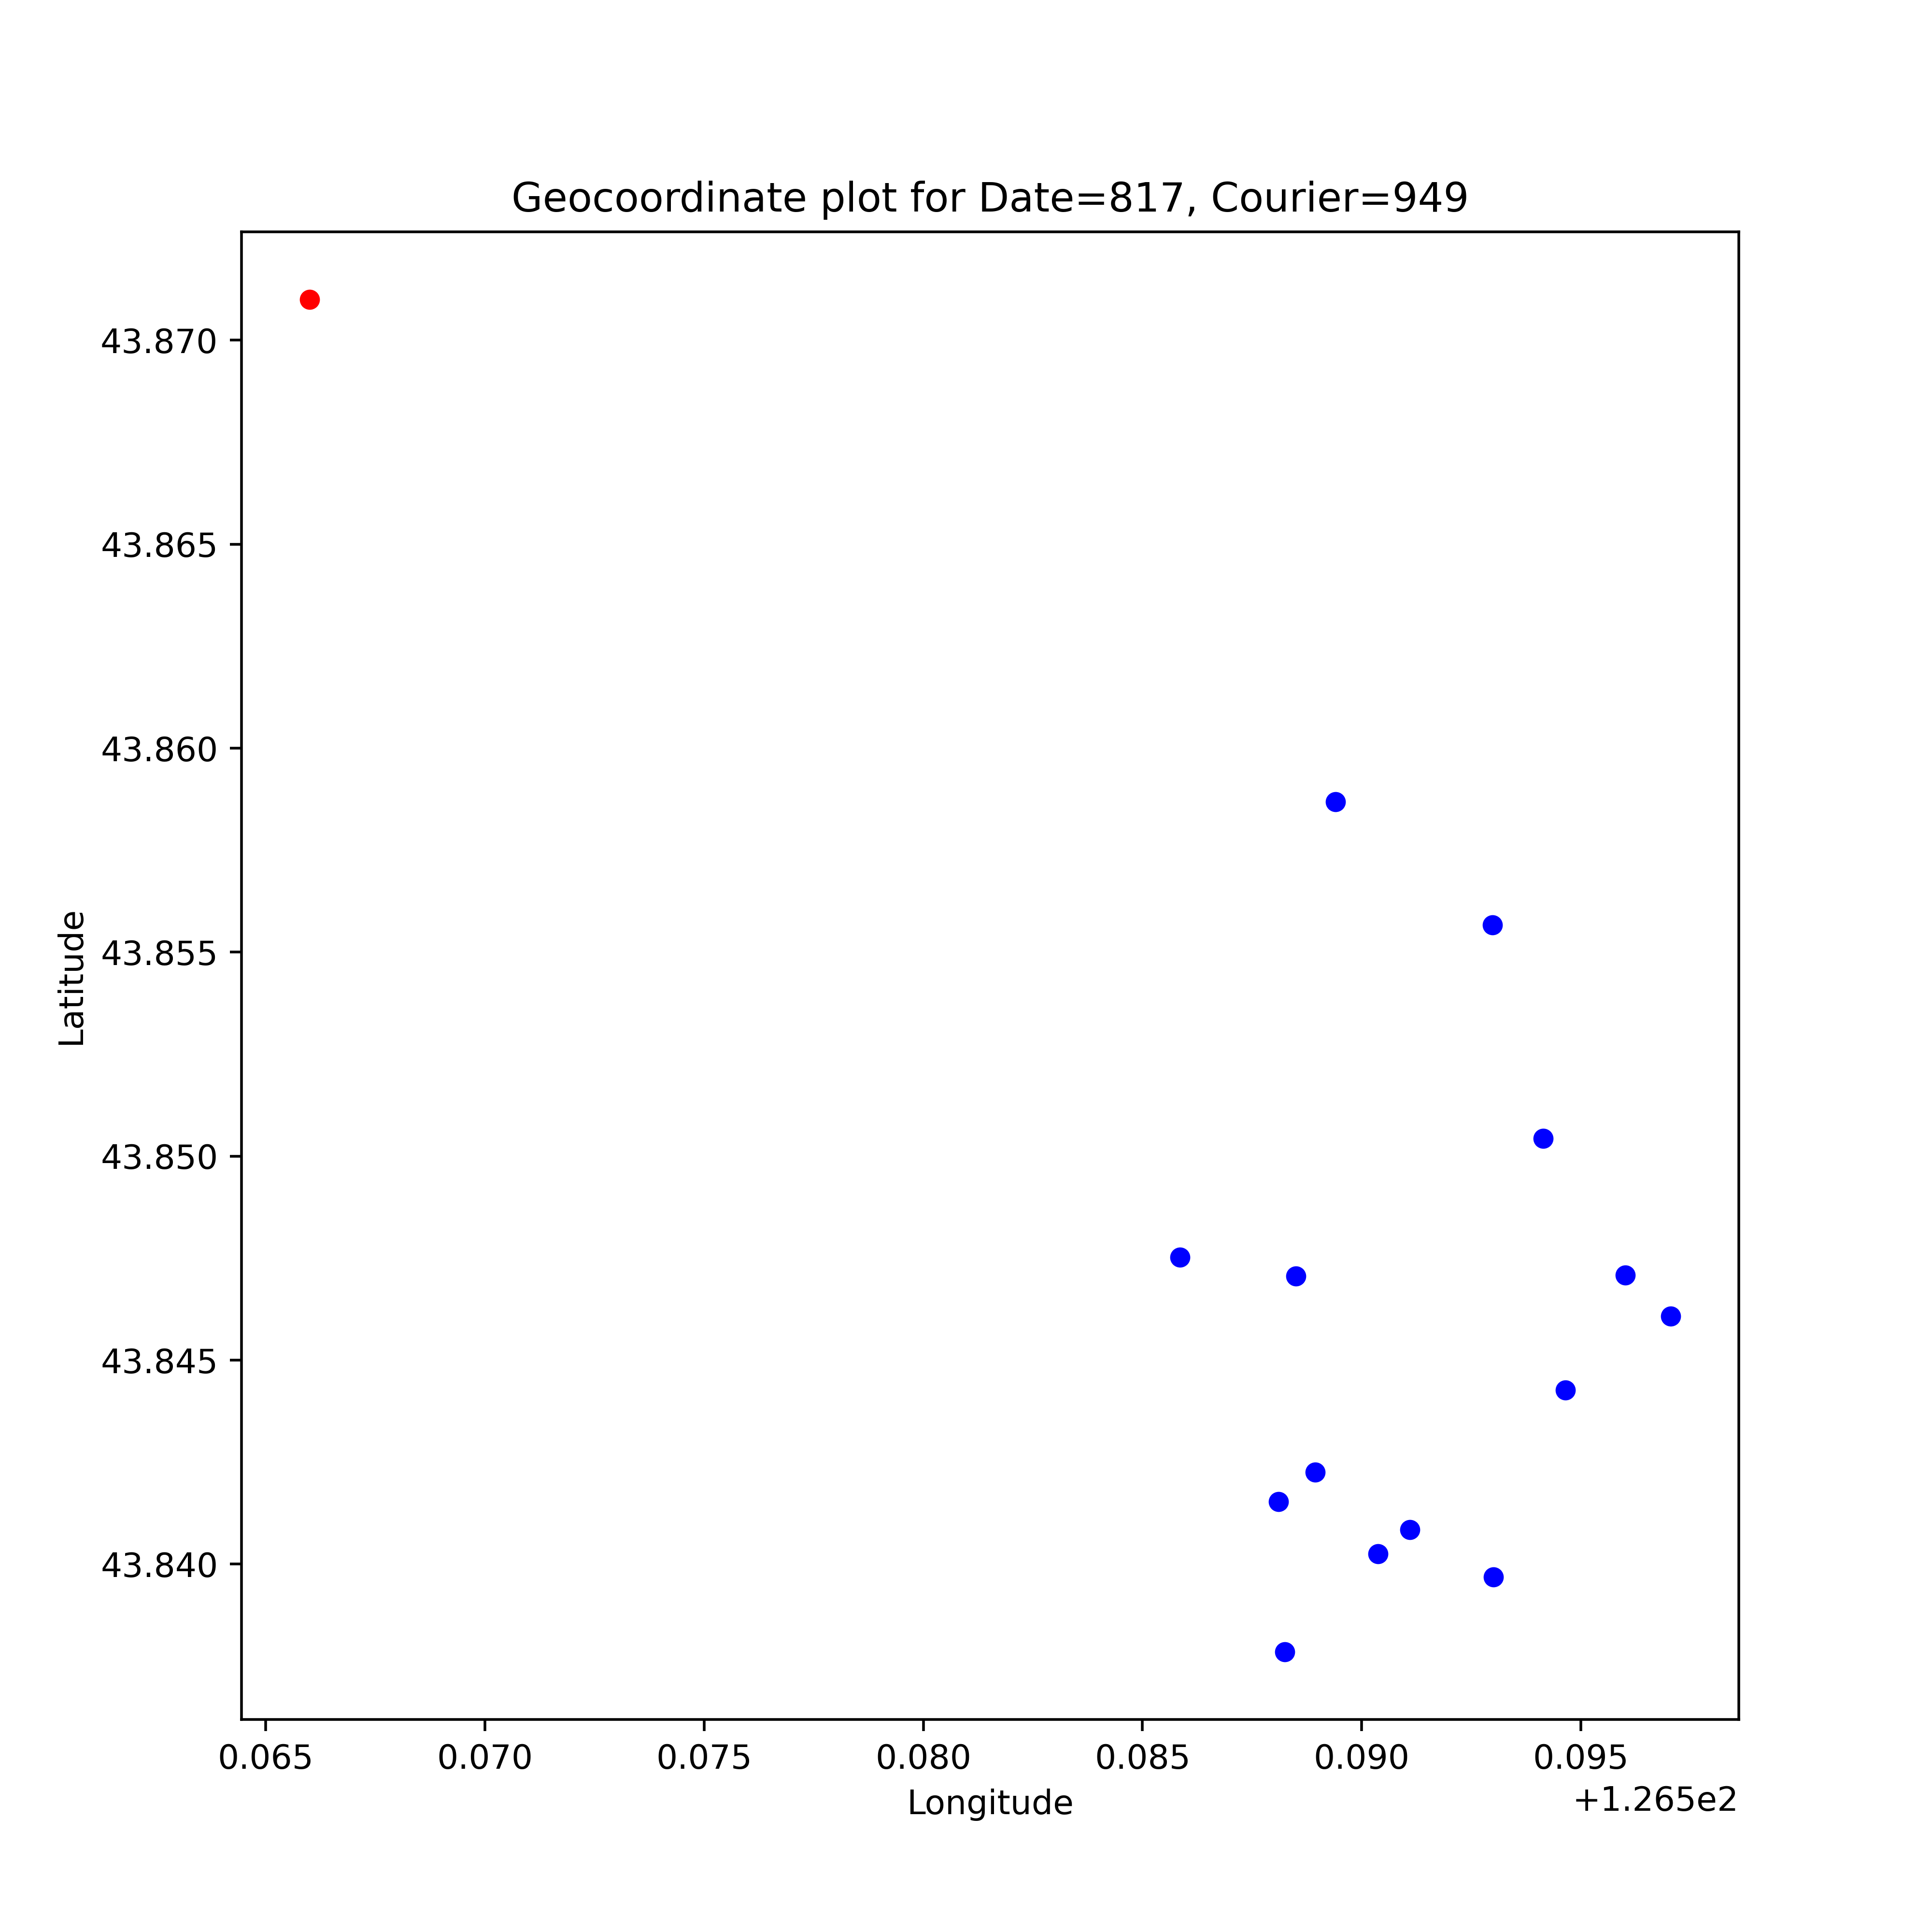 Geocoordinate plot for Date=817, Courier=949
43.870
43.865
43.860
43.855
43.850
43.845
43.840
Latitude
0.065 0.070 0.075 0.080 0.085 0.090 0.095
Longitude
+1.265e2